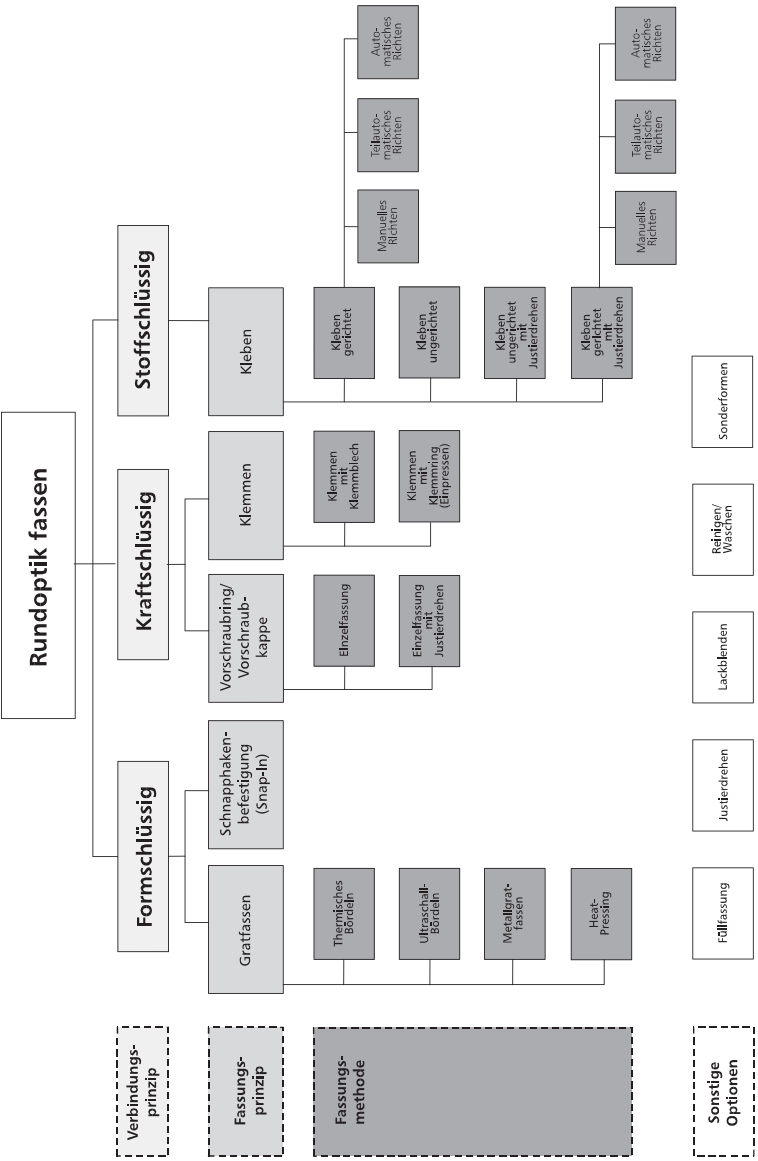 Rundoptik fassen
Verbindungs-
prinzip
Formschlüssig
Kraftschlüssig
Stoffschlüssig
Fassungs-
prinzip
Gratfassen
Schnapphaken-
befestigung
(Snap-In)
Vorschraubring/
Vorschraub-
kappe
Klemmen
Kleben
Fassungs-
methode
Thermisches
Bördeln
Ultraschall-
Bördeln
Metallgrat-
fassen
Heat-
Pressing
Einzelfassung
Einzelfassung
mit
Justierdrehen
Klemmen
mit
Klemmblech
Klemmen
mit
Klemmring
(Einpressen)
Kleben
gerichtet
Kleben
ungerichtet
Kleben
ungerichtet
mit
Justierdrehen
Kleben
gerichtet
mit
Justierdrehen
Manuelles
Richten
Teilauto-
matisches
Richten
Auto-
matisches
Richten
Manuelles
Richten
Teilauto-
matisches
Richten
Auto-
matisches
Richten
Sonstige
Optionen
Füllfassung
Justierdrehen
Lackblenden
Reinigen/
Waschen
Sonderformen